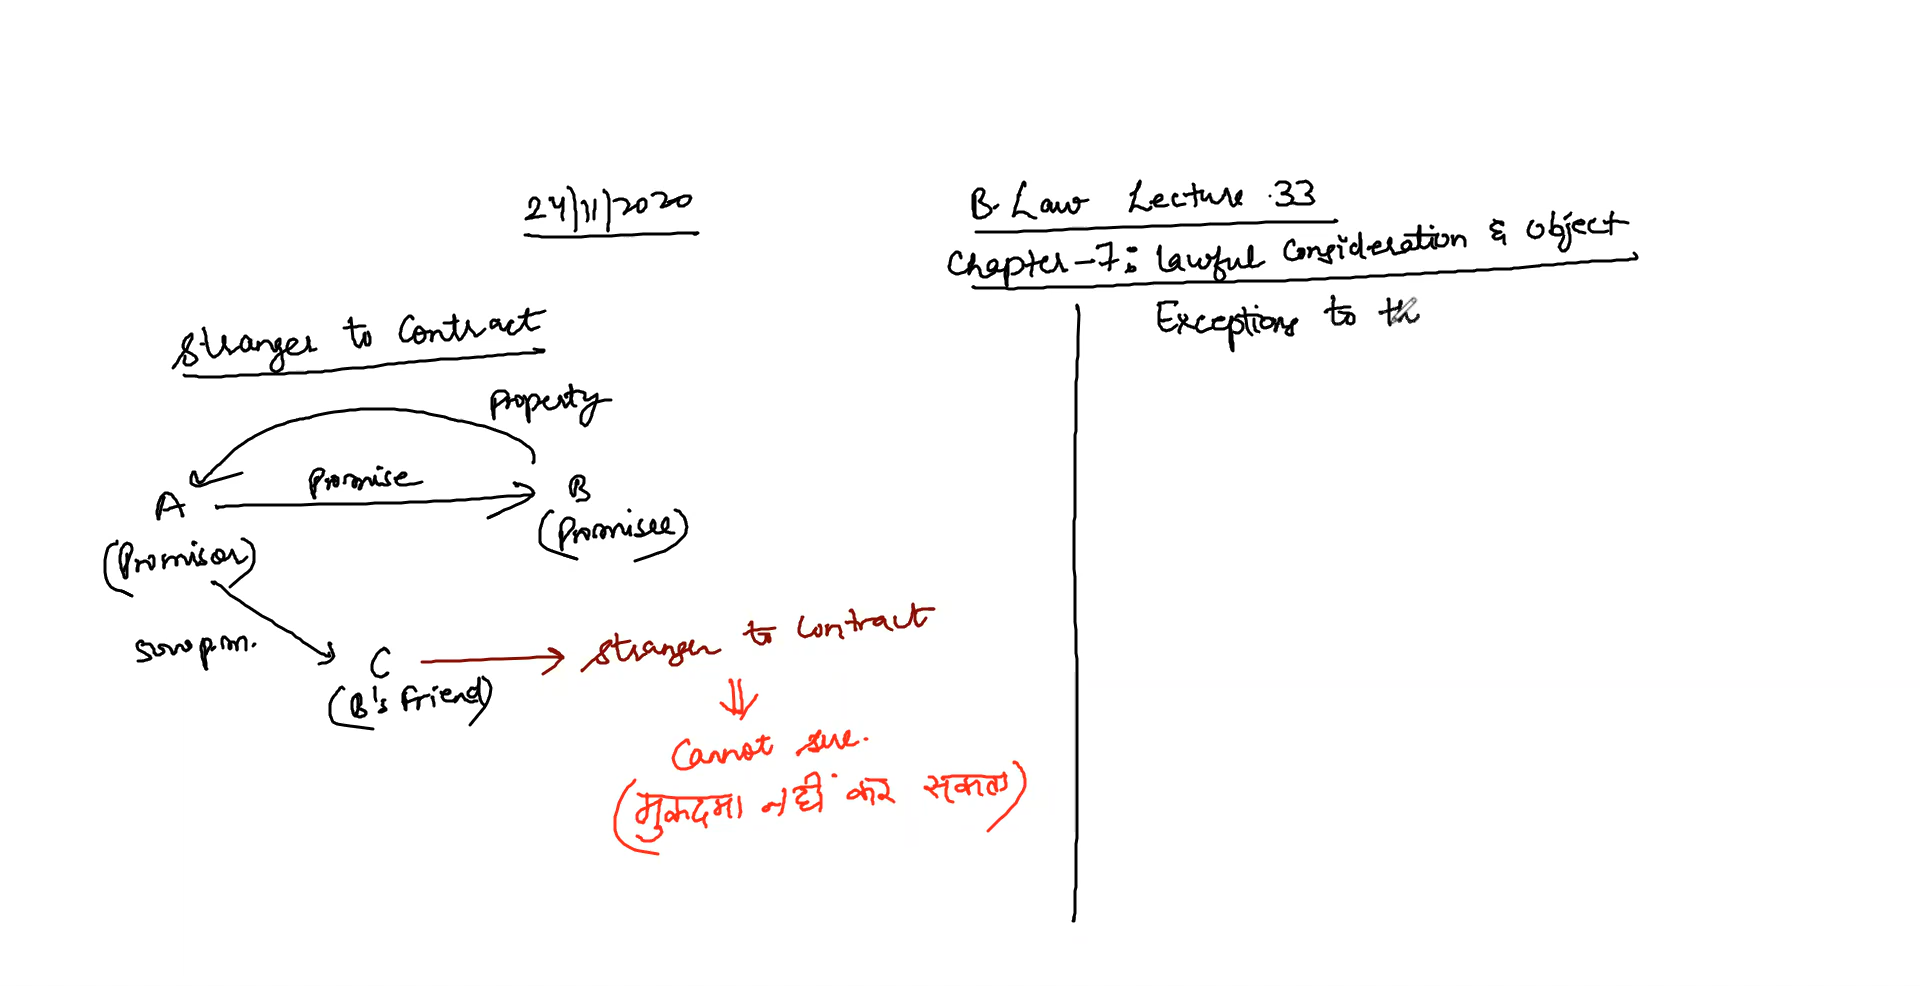 24/11/2020
B. Law Lecture 33
Chapter-7: Lawful Consideration & Object
Stranger to Contract
Property
Promise
A
B
(Promisor)
(Promisee)
5000 p.m.
C
(B's Friend)
Stranger to Contract
Cannot sue.
(मुकदमा नहीं कर सकता)
Exceptions to th